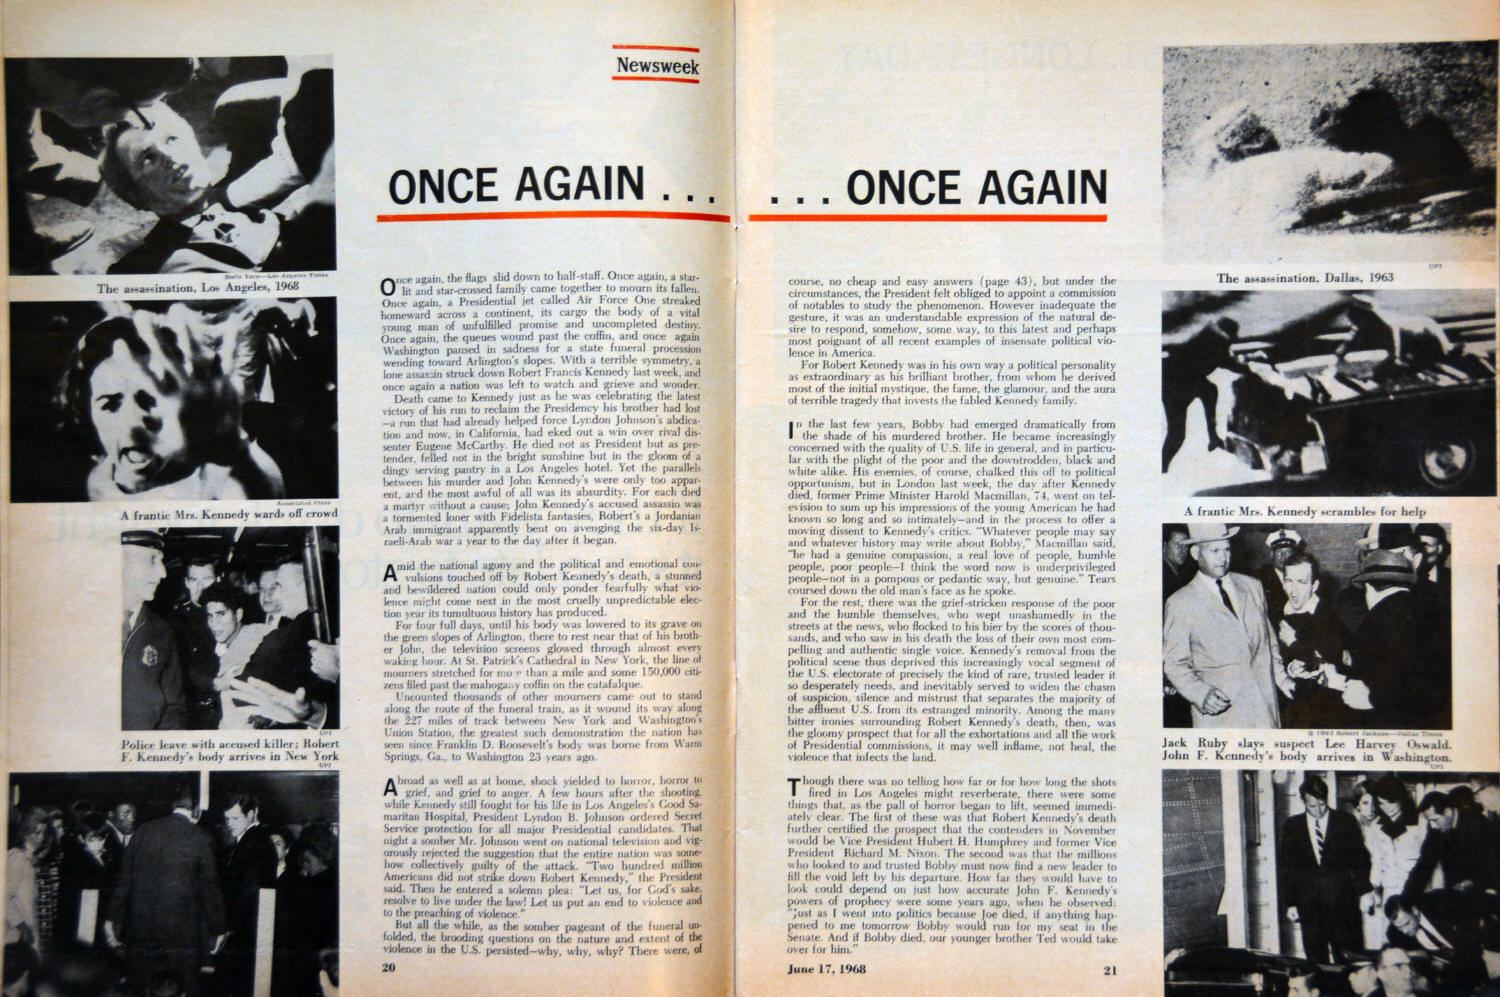 Newsweek
ONCE AGAIN . . .
. . . ONCE AGAIN
Doris Yaro—Los Angeles Times
The assassination, Los Angeles, 1968
Associated Press
A frantic Mrs. Kennedy wards off crowd
UPI
Police leave with accused killer; Robert
F. Kennedy's body arrives in New York
UPI
Once again, the flags slid down to half-staff. Once again, a star-
lit and star-crossed family came together to mourn its fallen.
Once again, a Presidential jet called Air Force One streaked
homeward across a continent, its cargo the body of a vital
young man of unfulfilled promise and uncompleted destiny.
Once again, the queues wound past the coffin, and once again
Washington paused in sadness for a state funeral procession
wending toward Arlington's slopes. With a terrible symmetry, a
lone assassin struck down Robert Francis Kennedy last week, and
once again a nation was left to watch and grieve and wonder.
Death came to Kennedy just as he was celebrating the latest
victory of his run to reclaim the Presidency his brother had lost
—a run that had already helped force Lyndon Johnson's abdica-
tion and now, in California, had eked out a win over rival dis-
senter Eugene McCarthy. He died not as President but as pre-
tender, felled not in the bright sunshine but in the gloom of a
dingy serving pantry in a Los Angeles hotel. Yet the parallels
between his murder and John Kennedy's were only too appar-
ent, and the most awful of all was its absurdity. For each died
a martyr without a cause; John Kennedy's accused assassin was
a tormented loner with Fidelista fantasies, Robert's a Jordanian
Arab immigrant apparently bent on avenging the six-day Is-
raeli-Arab war a year to the day after it began.
Amid the national agony and the political and emotional con-
vulsions touched off by Robert Kennedy's death, a stunned
and bewildered nation could only ponder fearfully what vio-
lence might come next in the most cruelly unpredictable elec-
tion year its tumultuous history has produced.
For four full days, until his body was lowered to its grave on
the green slopes of Arlington, there to rest near that of his broth-
er John, the television screens glowed through almost every
waking hour. At St. Patrick's Cathedral in New York, the line of
mourners stretched for more than a mile and some 150,000 citi-
zens filed past the mahogany coffin on the catafalque.
Uncounted thousands of other mourners came out to stand
along the route of the funeral train, as it wound its way along
the 227 miles of track between New York and Washington's
Union Station, the greatest such demonstration the nation has
seen since Franklin D. Roosevelt's body was borne from Warm
Springs, Ga., to Washington 23 years ago.
Abroad as well as at home, shock yielded to horror, horror to
grief, and grief to anger. A few hours after the shooting,
while Kennedy still fought for his life in Los Angeles's Good Sa-
maritan Hospital, President Lyndon B. Johnson ordered Secret
Service protection for all major Presidential candidates. That
night a somber Mr. Johnson went on national television and vig-
orously rejected the suggestion that the entire nation was some-
how collectively guilty of the attack. "Two hundred million
Americans did not strike down Robert Kennedy," the President
said. Then he entered a solemn plea: "Let us, for God's sake,
resolve to live under the law! Let us put an end to violence and
to the preaching of violence."
But all the while, as the somber pageant of the funeral un-
folded, the brooding questions on the nature and extent of the
violence in the U.S. persisted—why, why, why? There were, of
20
course, no cheap and easy answers (page 43), but under the
circumstances, the President felt obliged to appoint a commission
of notables to study the phenomenon. However inadequate the
gesture, it was an understandable expression of the natural de-
sire to respond, somehow, some way, to this latest and perhaps
most poignant of all recent examples of insensate political vio-
lence in America.
For Robert Kennedy was in his own way a political personality
as extraordinary as his brilliant brother, from whom he derived
most of the initial mystique, the fame, the glamour, and the aura
of terrible tragedy that invests the fabled Kennedy family.
In the last few years, Bobby had emerged dramatically from
the shade of his murdered brother. He became increasingly
concerned with the quality of U.S. life in general, and in particu-
lar with the plight of the poor and the downtrodden, black and
white alike. His enemies, of course, chalked this off to political
opportunism, but in London last week, the day after Kennedy
died, former Prime Minister Harold Macmillan, 74, went on tel-
evision to sum up his impressions of the young American he had
known so long and so intimately—and in the process to offer a
moving dissent to Kennedy's critics. "Whatever people may say
and whatever history may write about Bobby," Macmillan said,
"he had a genuine compassion, a real love of people, humble
people, poor people—I think the word now is underprivileged
people—not in a pompous or pedantic way, but genuine." Tears
coursed down the old man's face as he spoke.
For the rest, there was the grief-stricken response of the poor
and the humble themselves, who wept unashamedly in the
streets at the news, who flocked to his bier by the scores of thou-
sands, and who saw in his death the loss of their own most com-
pelling and authentic single voice. Kennedy's removal from the
political scene thus deprived this increasingly vocal segment of
the U.S. electorate of precisely the kind of rare, trusted leader it
so desperately needs, and inevitably served to widen the chasm
of suspicion, silence and mistrust that separates the majority of
the affluent U.S. from its estranged minority. Among the many
bitter ironies surrounding Robert Kennedy's death, then, was
the gloomy prospect that for all the exhortations and all the work
of Presidential commissions, it may well inflame, not heal, the
violence that infects the land.
Though there was no telling how far or for how long the shots
fired in Los Angeles might reverberate, there were some
things that, as the pall of horror began to lift, seemed immedi-
ately clear. The first of these was that Robert Kennedy's death
further certified the prospect that the contenders in November
would be Vice President Hubert H. Humphrey and former Vice
President Richard M. Nixon. The second was that the millions
who looked to and trusted Bobby must now find a new leader to
fill the void left by his departure. How far they would have to
look could depend on just how accurate John F. Kennedy's
powers of prophecy were some years ago, when he observed:
"Just as I went into politics because Joe died, if anything hap-
pened to me tomorrow Bobby would run for my seat in the
Senate. And if Bobby died, our younger brother Ted would take
over for him."
June 17, 1968
21
UPI
The assassination, Dallas, 1963
A frantic Mrs. Kennedy scrambles for help
© 1963 Robert Jackson—Dallas Times
Jack Ruby slays suspect Lee Harvey Oswald.
John F. Kennedy's body arrives in Washington.
UPI